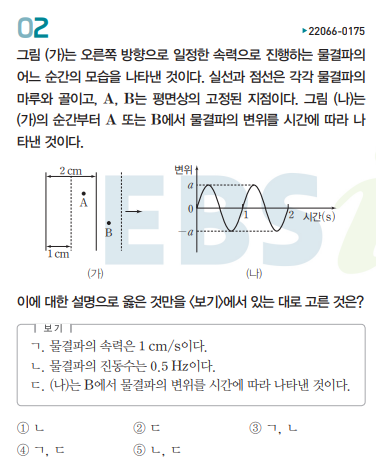 02
▶22066-0175
그림 (가)는 오른쪽 방향으로 일정한 속력으로 진행하는 물결파의
어느 순간의 모습을 나타낸 것이다. 실선과 점선은 각각 물결파의
마루와 골이고, A, B는 평면상의 고정된 지점이다. 그림 (나)는
(가)의 순간부터 A 또는 B에서 물결파의 변위를 시간에 따라 나
타낸 것이다.
2 cm
A
B
1 cm
(가)
변위
a
0
-a
1
2
시간(s)
(나)
EBS
이에 대한 설명으로 옳은 것만을 〈보기〉에서 있는 대로 고른 것은?
보기
ㄱ. 물결파의 속력은 1 cm/s이다.
ㄴ. 물결파의 진동수는 0.5 Hz이다.
ㄷ. (나)는 B에서 물결파의 변위를 시간에 따라 나타낸 것이다.
① ㄴ ② ㄷ ③ ㄱ, ㄴ
④ ㄱ, ㄷ ⑤ ㄴ, ㄷ